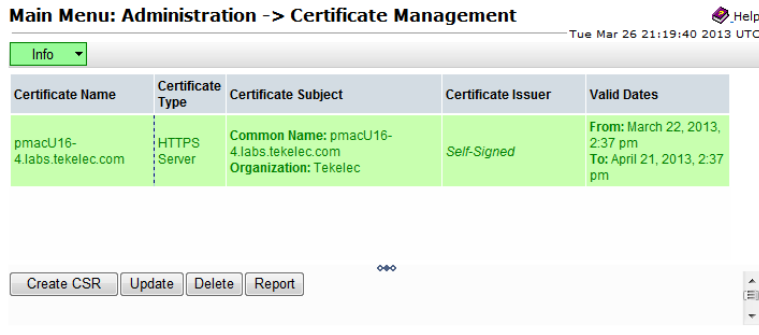 Main Menu: Administration -> Certificate Management
Help
Tue Mar 26 21:19:40 2013 UTC
Info
Certificate Name
Certificate Type
Certificate Subject
Certificate Issuer
Valid Dates
pmacU16-
4.labs.tekelec.com
HTTPS
Server
Common Name: pmacU16-
4.labs.tekelec.com
Organization: Tekelec
Self-Signed
From: March 22, 2013,
2:37 pm
To: April 21, 2013, 2:37
pm
Create CSR
Update
Delete
Report